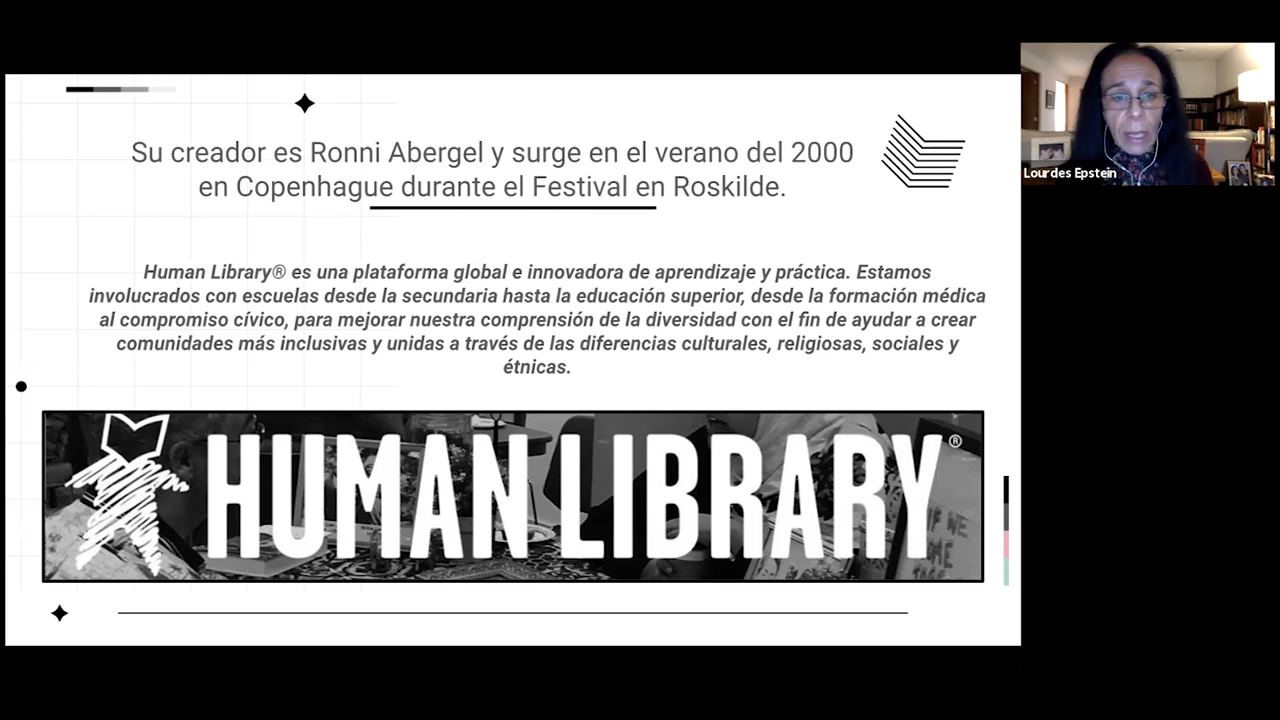 Su creador es Ronni Abergel y surge en el verano del 2000
en Copenhague durante el Festival en Roskilde.
Human Library® es una plataforma global e innovadora de aprendizaje y práctica. Estamos
involucrados con escuelas desde la secundaria hasta la educación superior, desde la formación médica
al compromiso cívico, para mejorar nuestra comprensión de la diversidad con el fin de ayudar a crear
comunidades más inclusivas y unidas a través de las diferencias culturales, religiosas, sociales y
étnicas.
HUMAN LIBRARY®
IF WE
Lourdes Epstein